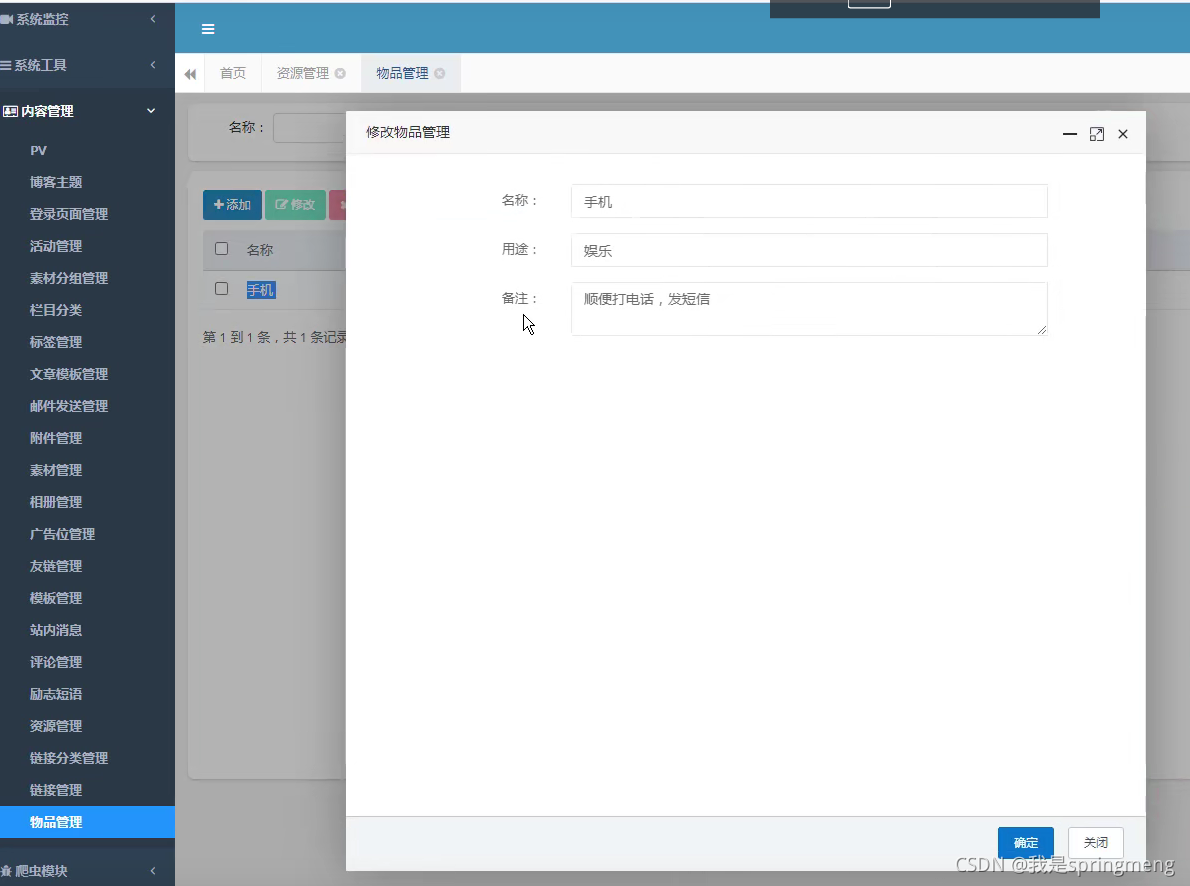 系统监控
系统工具
内容管理
PV
博客主题
登录页面管理
活动管理
素材分组管理
栏目分类
标签管理
文章模板管理
邮件发送管理
附件管理
素材管理
相册管理
广告位管理
友链管理
模板管理
站内消息
评论管理
励志短语
资源管理
链接分类管理
链接管理
物品管理
爬虫模块
首页
资源管理
物品管理
名称：
添加
修改
名称
手机
第 1 到 1 条，共 1 条记录
修改物品管理
名称：
手机
用途：
娱乐
备注：
顺便打电话，发短信
确定
关闭
CSDN @我是springmeng